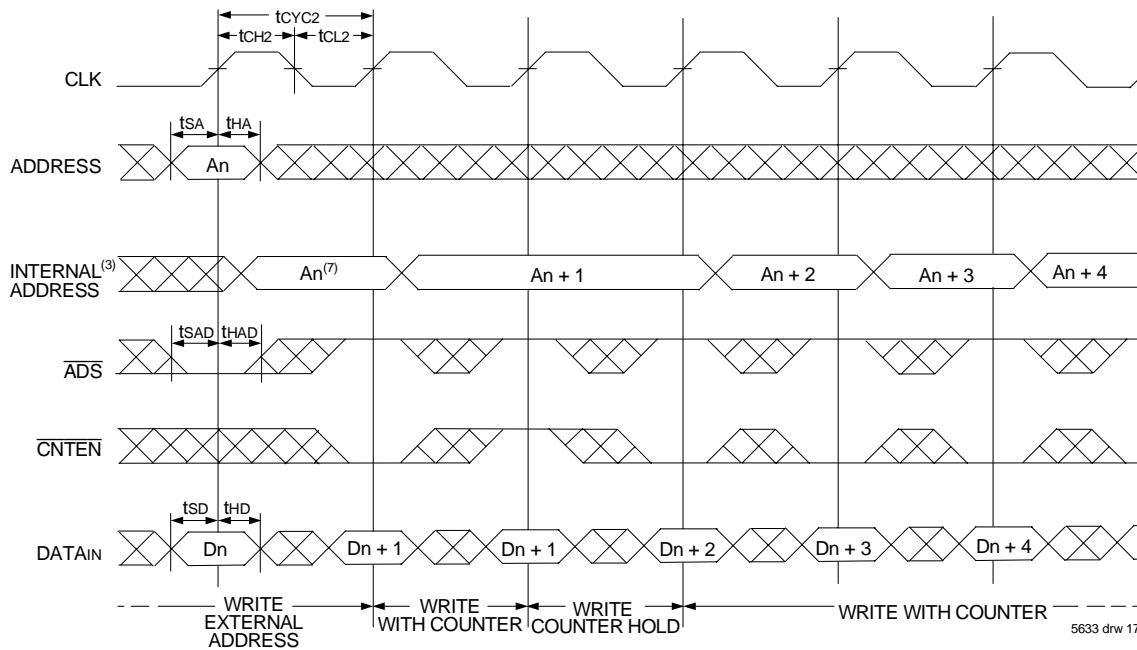 tCYC2
tCH2 tCL2
CLK
tSA tHA
ADDRESS An
INTERNAL(3) ADDRESS An(7) An + 1 An + 2 An + 3 An + 4
tSAD tHAD
ADS
CNTEN
tSD tHD
DATAIN Dn Dn + 1 Dn + 1 Dn + 2 Dn + 3 Dn + 4
WRITE EXTERNAL ADDRESS
WRITE WITH COUNTER
WRITE COUNTER HOLD
WRITE WITH COUNTER
5633 drw 17